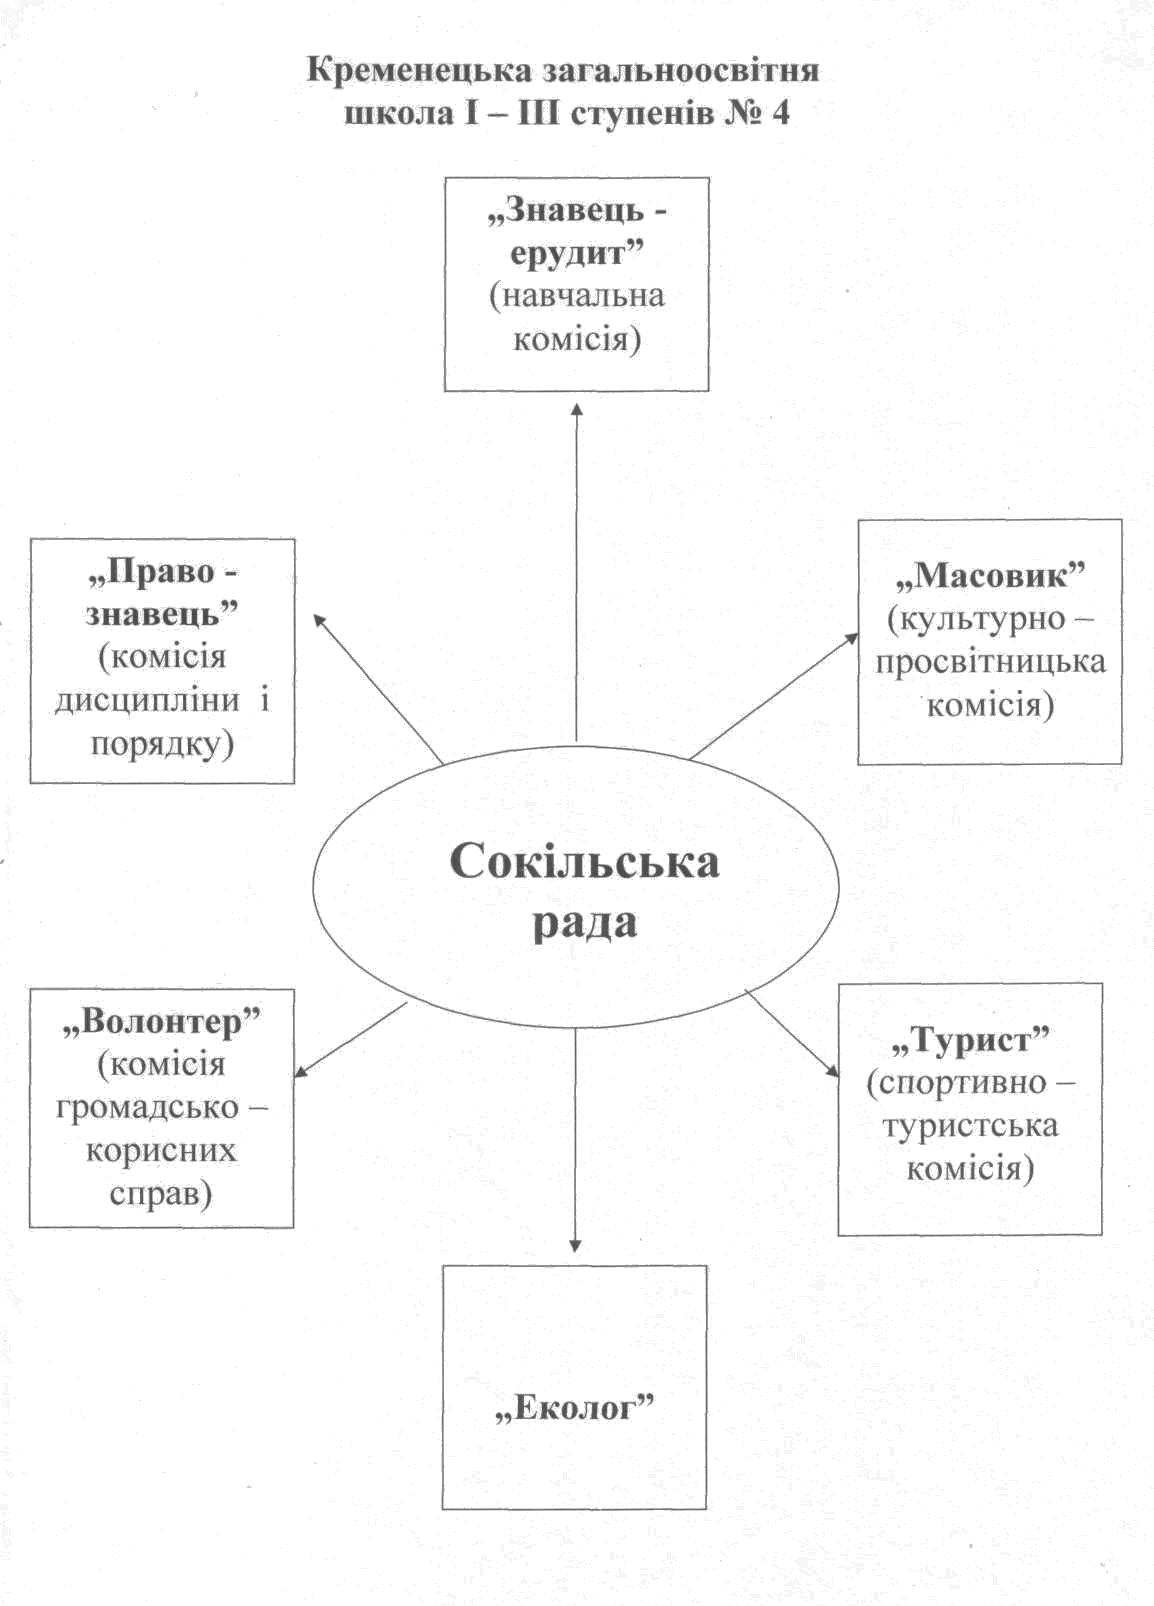 Кременецька загальноосвітня
школа І – ІІІ ступенів № 4
„Знавець -
ерудит”
(навчальна
комісія)
„Право -
знавець”
(комісія
дисципліни і
порядку)
„Масовик”
(культурно –
просвітницька
комісія)
Сокільська
рада
„Волонтер”
(комісія
громадсько –
корисних
справ)
„Турист”
(спортивно –
туристська
комісія)
„Еколог”